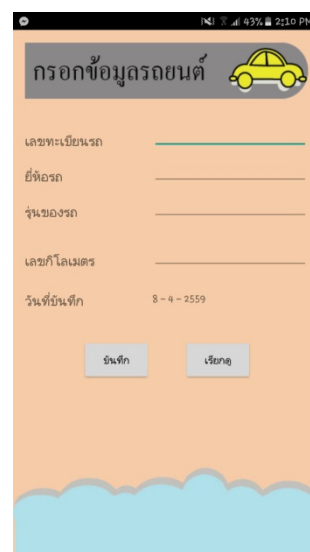 43% 2:10 PM
กรอกข้อมูลรถยนต์
เลขทะเบียนรถ
ยี่ห้อรถ
รุ่นของรถ
เลขกิโลเมตร
วันที่บันทึก 8 - 4 - 2559
บันทึก เรียกดู